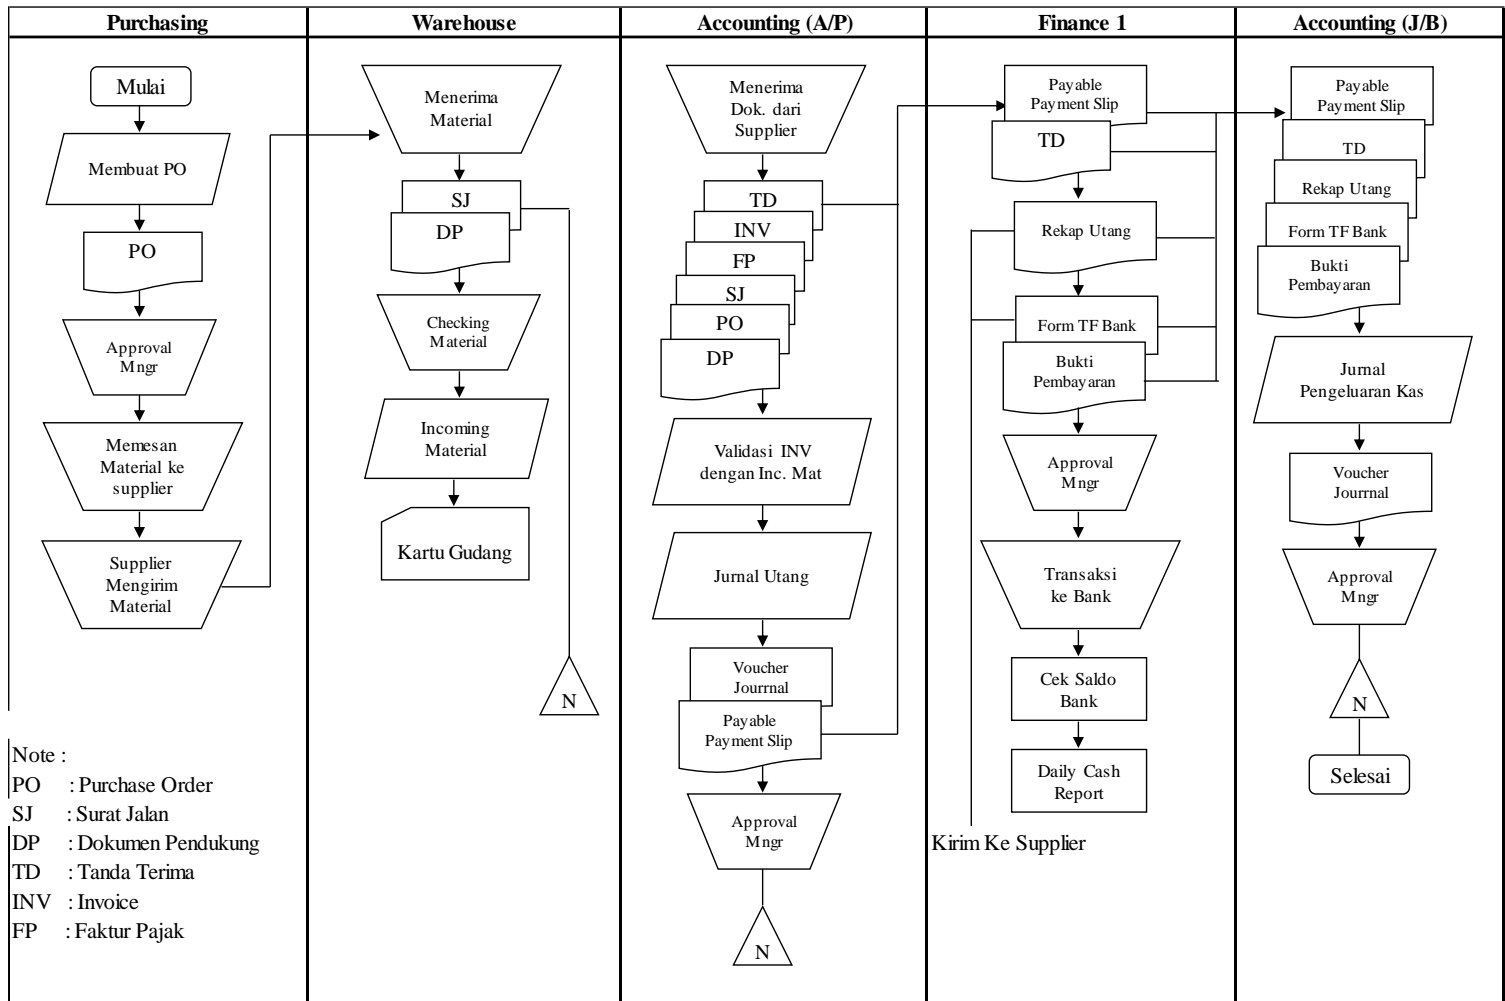 Purchasing
Warehouse
Accounting (A/P)
Finance 1
Accounting (J/B)
Mulai
Membuat PO
PO
Approval
Mngr
Memesan
Material ke
supplier
Supplier
Mengirim
Material
Note :
PO : Purchase Order
SJ : Surat Jalan
DP : Dokumen Pendukung
TD : Tanda Terima
INV : Invoice
FP : Faktur Pajak
Menerima
Material
SJ
DP
Checking
Material
Incoming
Material
Kartu Gudang
N
Menerima
Dok. dari
Supplier
TD
INV
FP
SJ
PO
DP
Validasi INV
dengan Inc. Mat
Jurnal Utang
Voucher
Jourrnal
Payable
Payment Slip
Approval
Mngr
N
Payable
Payment Slip
TD
Rekap Utang
Form TF Bank
Bukti
Pembayaran
Approval
Mngr
Transaksi
ke Bank
Cek Saldo
Bank
Daily Cash
Report
Kirim Ke Supplier
Payable
Payment Slip
TD
Rekap Utang
Form TF Bank
Bukti
Pembayaran
Jurnal
Pengeluaran Kas
Voucher
Jourrnal
Approval
Mngr
N
Selesai